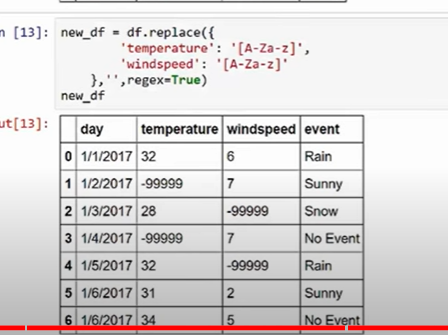 n [13]: new_df = df.replace({
'temperature': '[A-Za-z]',
'windspeed': '[A-Za-z]'
},'',regex=True)
new_df
ut[13]:
day temperature windspeed event
0 1/1/2017 32 6 Rain
1 1/2/2017 -99999 7 Sunny
2 1/3/2017 28 -99999 Snow
3 1/4/2017 -99999 7 No Event
4 1/5/2017 32 -99999 Rain
5 1/6/2017 31 2 Sunny
6 1/6/2017 34 5 No Event